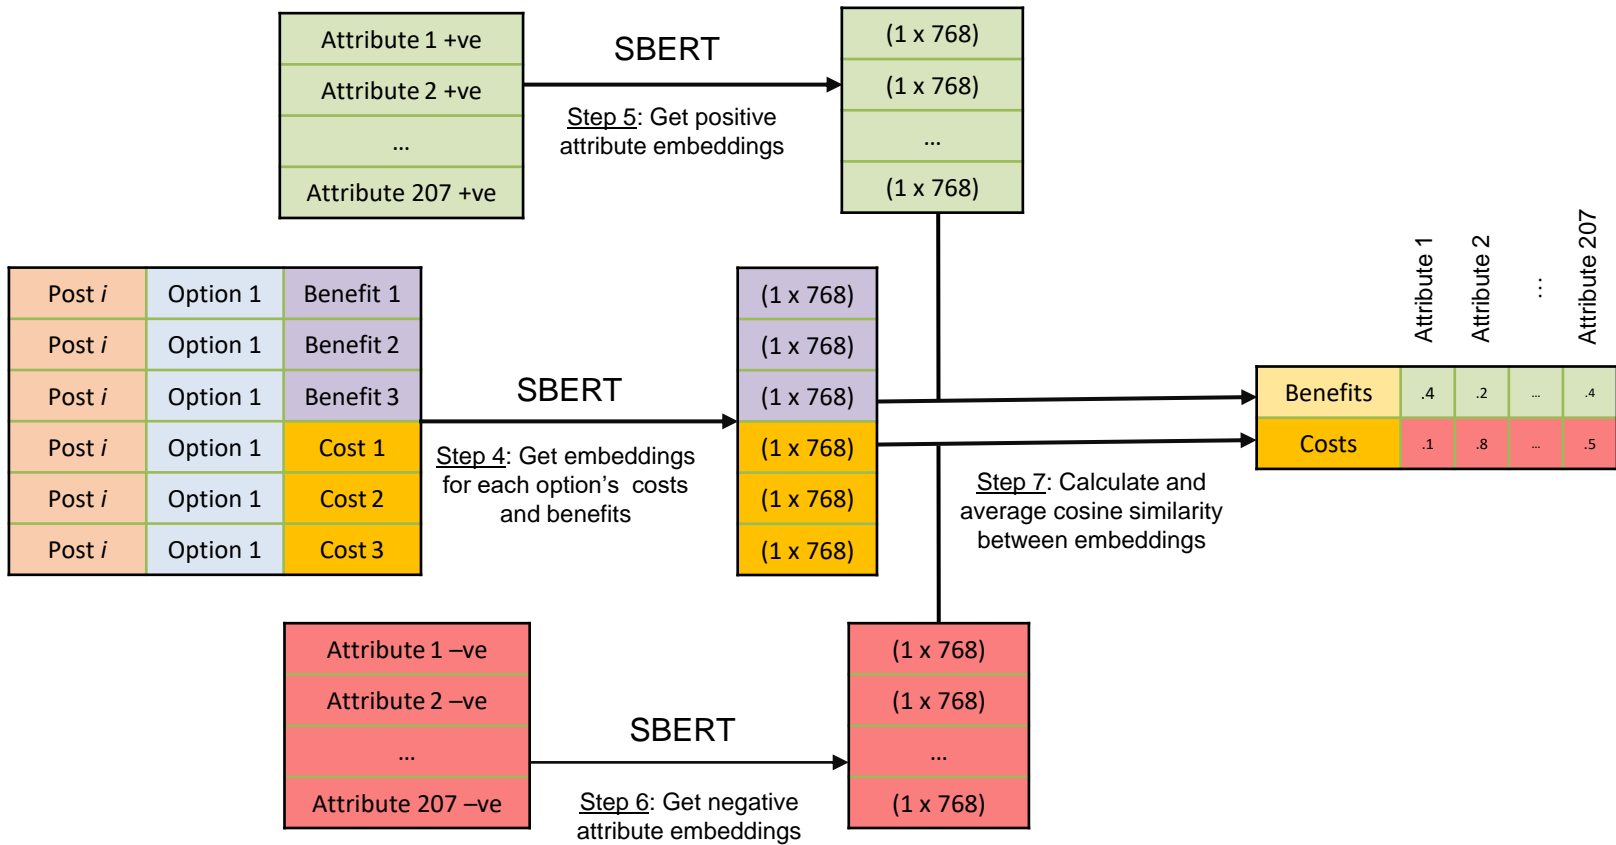 Attribute 1 +ve
Attribute 2 +ve
...
Attribute 207 +ve
SBERT
Step 5: Get positive
attribute embeddings
(1 x 768)
(1 x 768)
...
(1 x 768)
Post i Option 1 Benefit 1
Post i Option 1 Benefit 2
Post i Option 1 Benefit 3
Post i Option 1 Cost 1
Post i Option 1 Cost 2
Post i Option 1 Cost 3
SBERT
Step 4: Get embeddings
for each option's costs
and benefits
(1 x 768)
(1 x 768)
(1 x 768)
(1 x 768)
(1 x 768)
(1 x 768)
Attribute 1
Attribute 2
...
Attribute 207
Benefits .4 .2 ... .4
Costs .1 .8 ... .5
Step 7: Calculate and
average cosine similarity
between embeddings
Attribute 1 –ve
Attribute 2 –ve
...
Attribute 207 –ve
SBERT
Step 6: Get negative
attribute embeddings
(1 x 768)
(1 x 768)
...
(1 x 768)